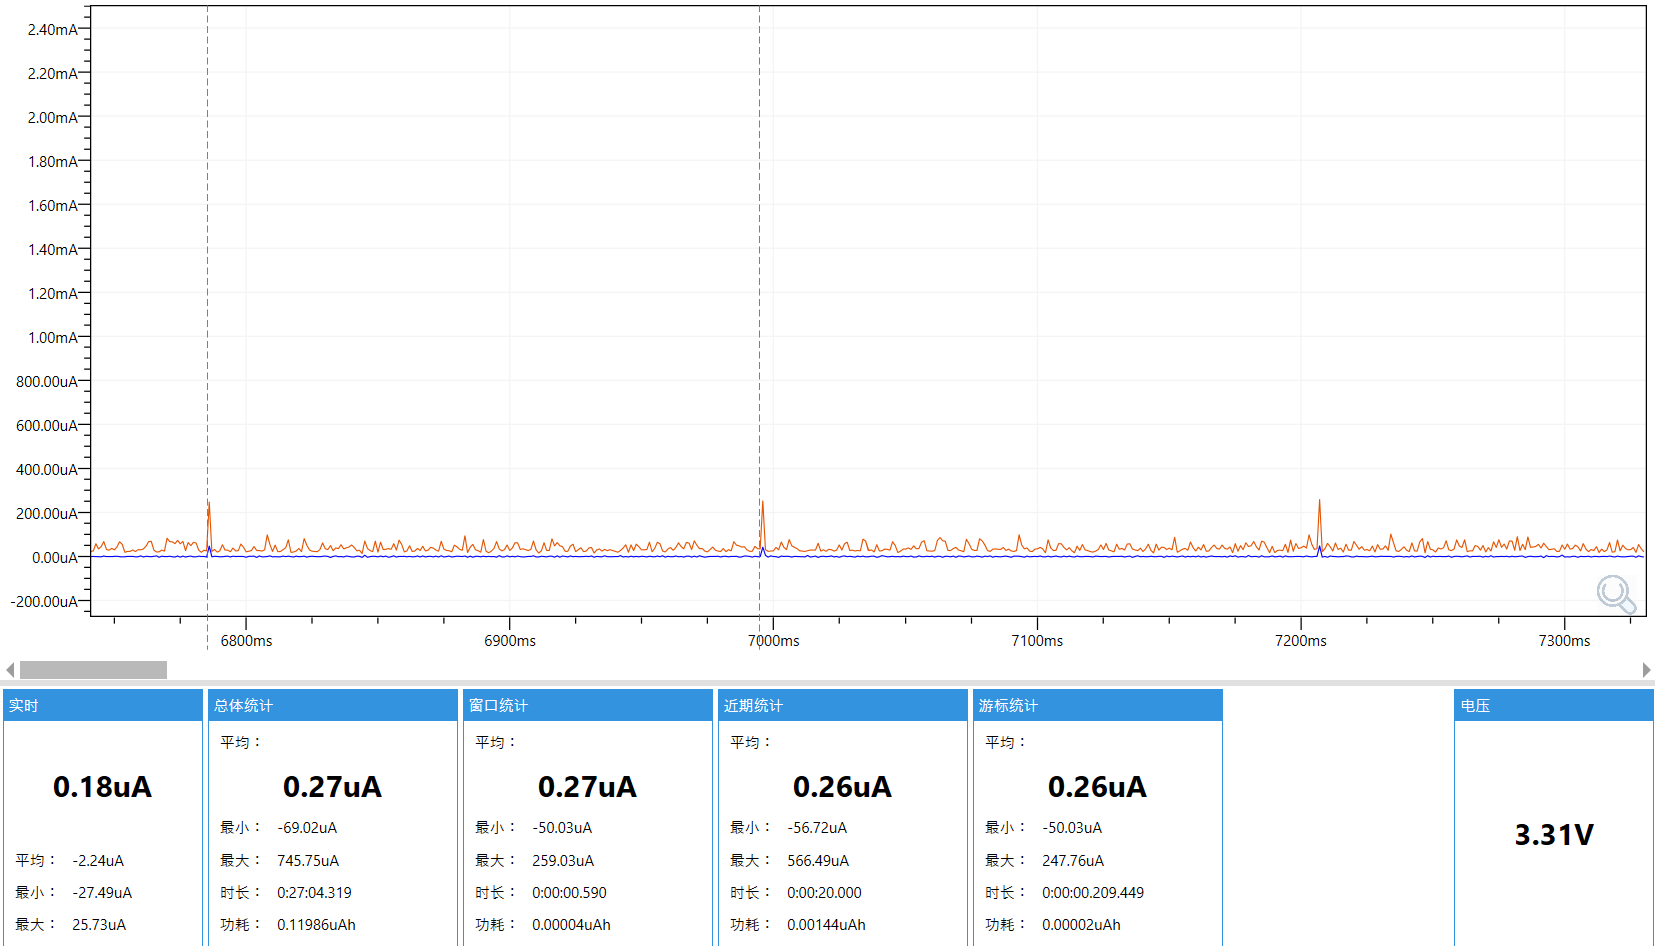 2.40mA
2.20mA
2.00mA
1.80mA
1.60mA
1.40mA
1.20mA
1.00mA
800.00uA
600.00uA
400.00uA
200.00uA
0.00uA
-200.00uA
6800ms 6900ms 7000ms 7100ms 7200ms 7300ms
实时
0.18uA
平均： -2.24uA
最小： -27.49uA
最大： 25.73uA
总体统计
平均：
0.27uA
最小： -69.02uA
最大： 745.75uA
时长： 0:27:04.319
功耗： 0.11986uAh
窗口统计
平均：
0.27uA
最小： -50.03uA
最大： 259.03uA
时长： 0:00:00.590
功耗： 0.00004uAh
近期统计
平均：
0.26uA
最小： -56.72uA
最大： 566.49uA
时长： 0:00:20.000
功耗： 0.00144uAh
游标统计
平均：
0.26uA
最小： -50.03uA
最大： 247.76uA
时长： 0:00:00.209.449
功耗： 0.00002uAh
电压
3.31V